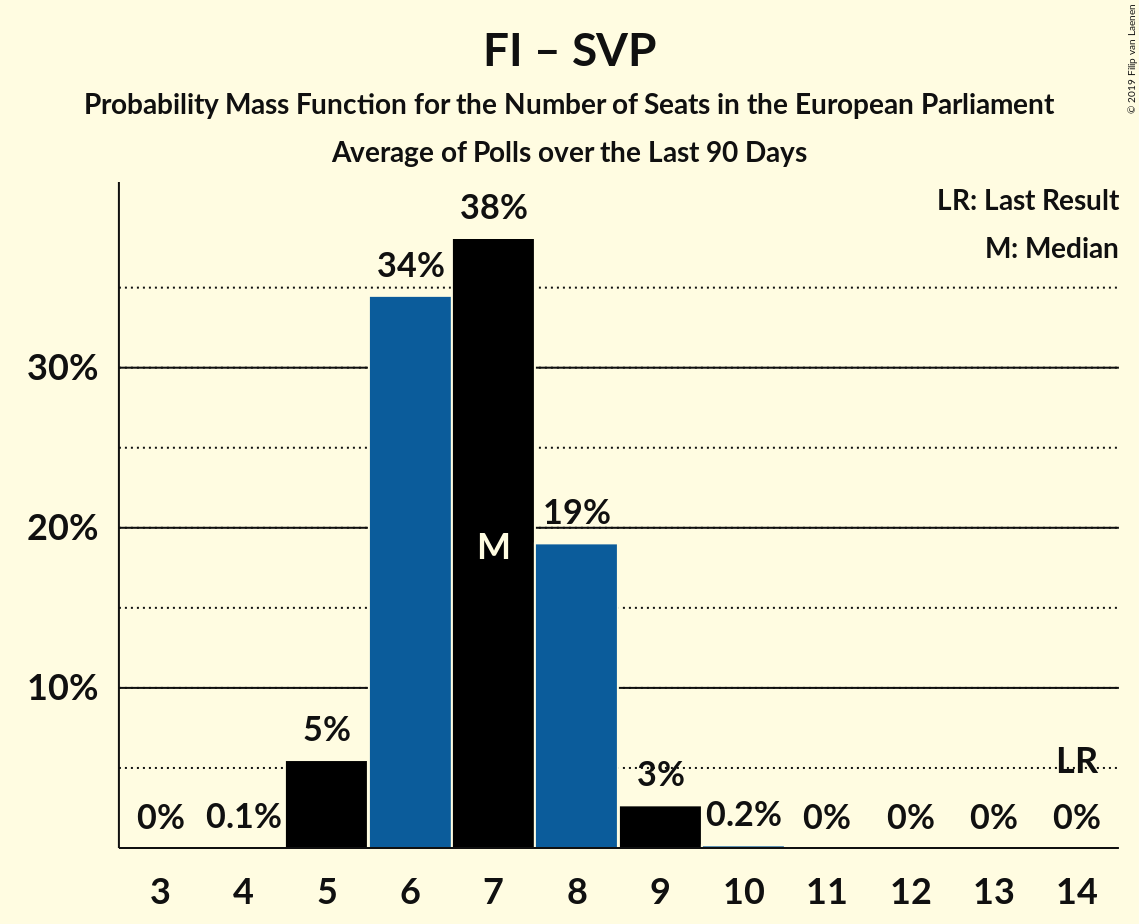 FI – SVP
Probability Mass Function for the Number of Seats in the European Parliament
Average of Polls over the Last 90 Days
© 2019 Filip van Laenen
LR: Last Result
M: Median
38%
34%
30%
20%
19%
M
10%
5%
3%
LR
0%
0.1%
0.2%
0%
0%
0%
0%
3 4 5 6 7 8 9 10 11 12 13 14